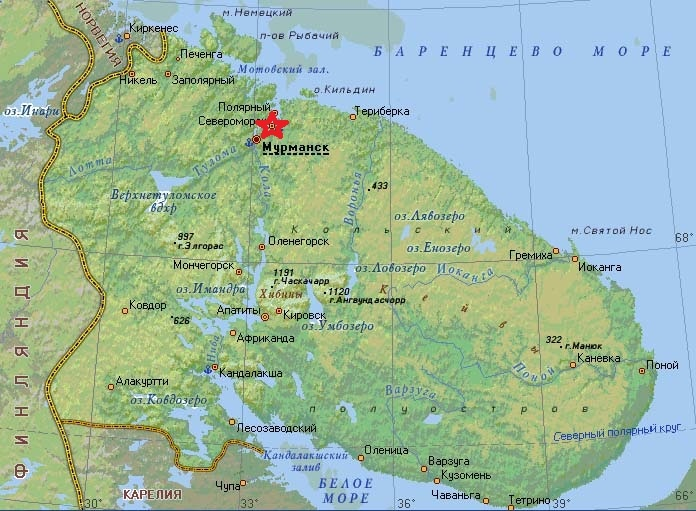 м.Немецкий
НОРВЕГИЯ
Киркенес
п-ов Рыбачий
БАРЕНЦЕВО МОРЕ
Печенга
Мотовский зал.
Никель
Заполярный
о.Кильдин
оз.Инари
Полярный
Териберка
Североморск
Мурманск
Лотта
Тулома
Кола
Верхнетуломское
вдхр
433
Воронья
оз.Лявозеро
Кольский
м.Святой Нос
68°
997
г.Элгорас
Оленегорск
оз.Ен­озеро
Гремиха
Иоканга
Мончегорск
1191
г.Часкачарр
оз.Ловозеро
Иоканга
оз.Имандра
Хибины
1120
г.Ангвундасчорр
Кейвы
Ковдор
626
Апатиты
Кировск
оз.Умбозеро
Африканда
322
г.Манюк
Нива
Каневка
Поной
Поной
Кандалакша
Алакуртти
оз.Ковдозеро
Варзуга
полуостров
ФИНЛЯНДИЯ
Лесозаводский
Северный полярный круг
Кандалакшский
залив
Оленица
Варзуга
Кузомень
Чупа
БЕЛОЕ
МОРЕ
Чаваньга
Тетрино
КАРЕЛИЯ
30°
33°
36°
39°
66°